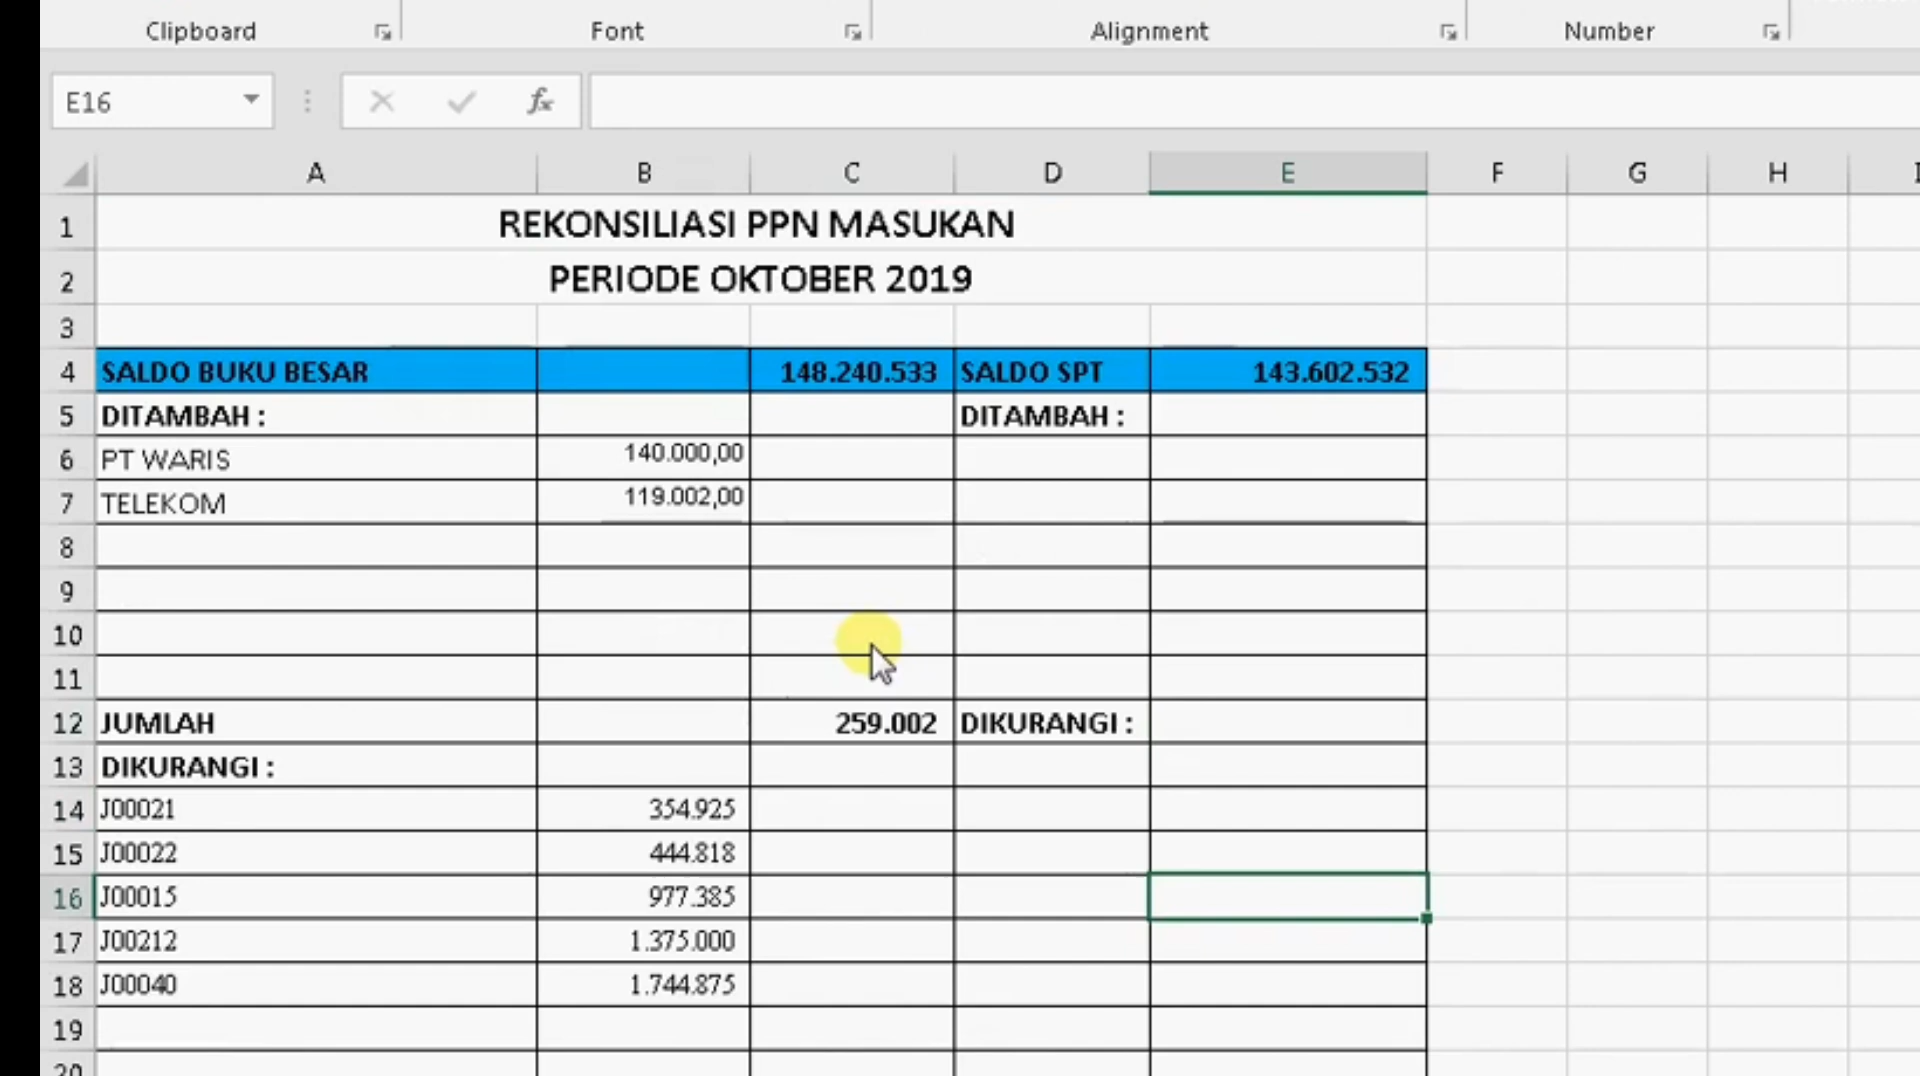 Clipboard Font Alignment Number
E16 fx
A B C D E F G H
1 REKONSILIASI PPN MASUKAN
2 PERIODE OKTOBER 2019
3
4 SALDO BUKU BESAR 148.240.533 SALDO SPT 143.602.532
5 DITAMBAH : DITAMBAH :
6 PT WARIS 140.000,00
7 TELEKOM 119.002,00
8
9
10
11
12 JUMLAH 259.002 DIKURANGI :
13 DIKURANGI :
14 J00021 354.925
15 J00022 444.818
16 J00015 977.385
17 J00212 1.375.000
18 J00040 1.744.875
19
20